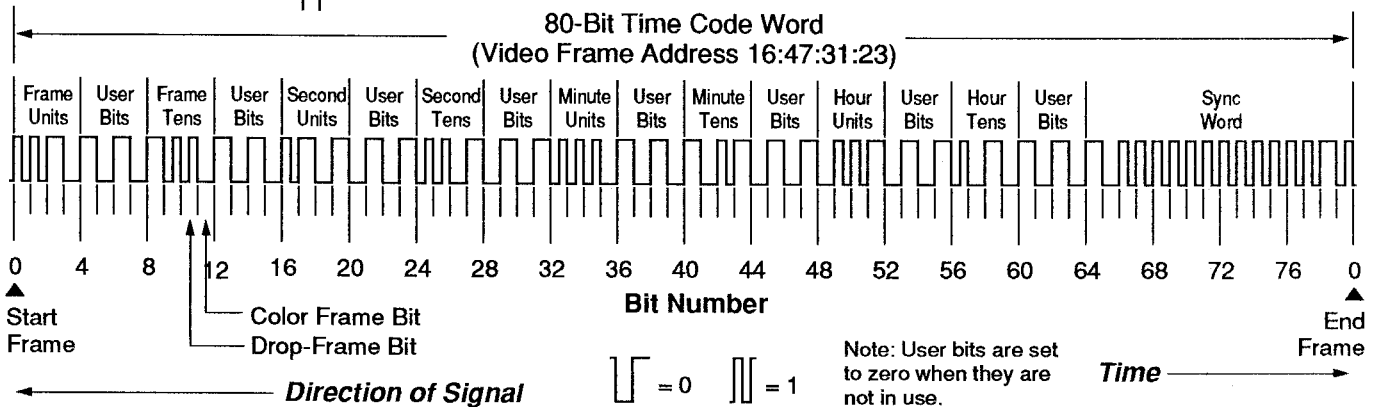 80-Bit Time Code Word
(Video Frame Address 16:47:31:23)
Frame Units User Bits Frame Tens User Bits Second Units User Bits Second Tens User Bits Minute Units User Bits Minute Tens User Bits Hour Units User Bits Hour Tens User Bits Sync Word
0 4 8 12 16 20 24 28 32 36 40 44 48 52 56 60 64 68 72 76 0
Bit Number
Start
Frame
Color Frame Bit
Drop-Frame Bit
End
Frame
Direction of Signal
= 0
= 1
Note: User bits are set
to zero when they are
not in use.
Time